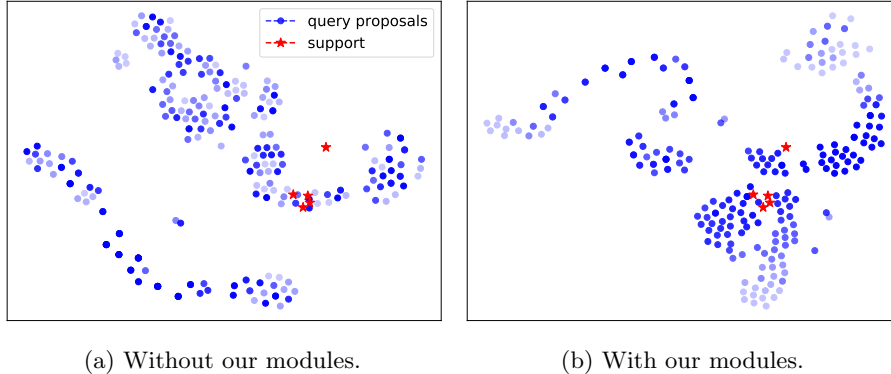 query proposals
support
(a) Without our modules.
(b) With our modules.